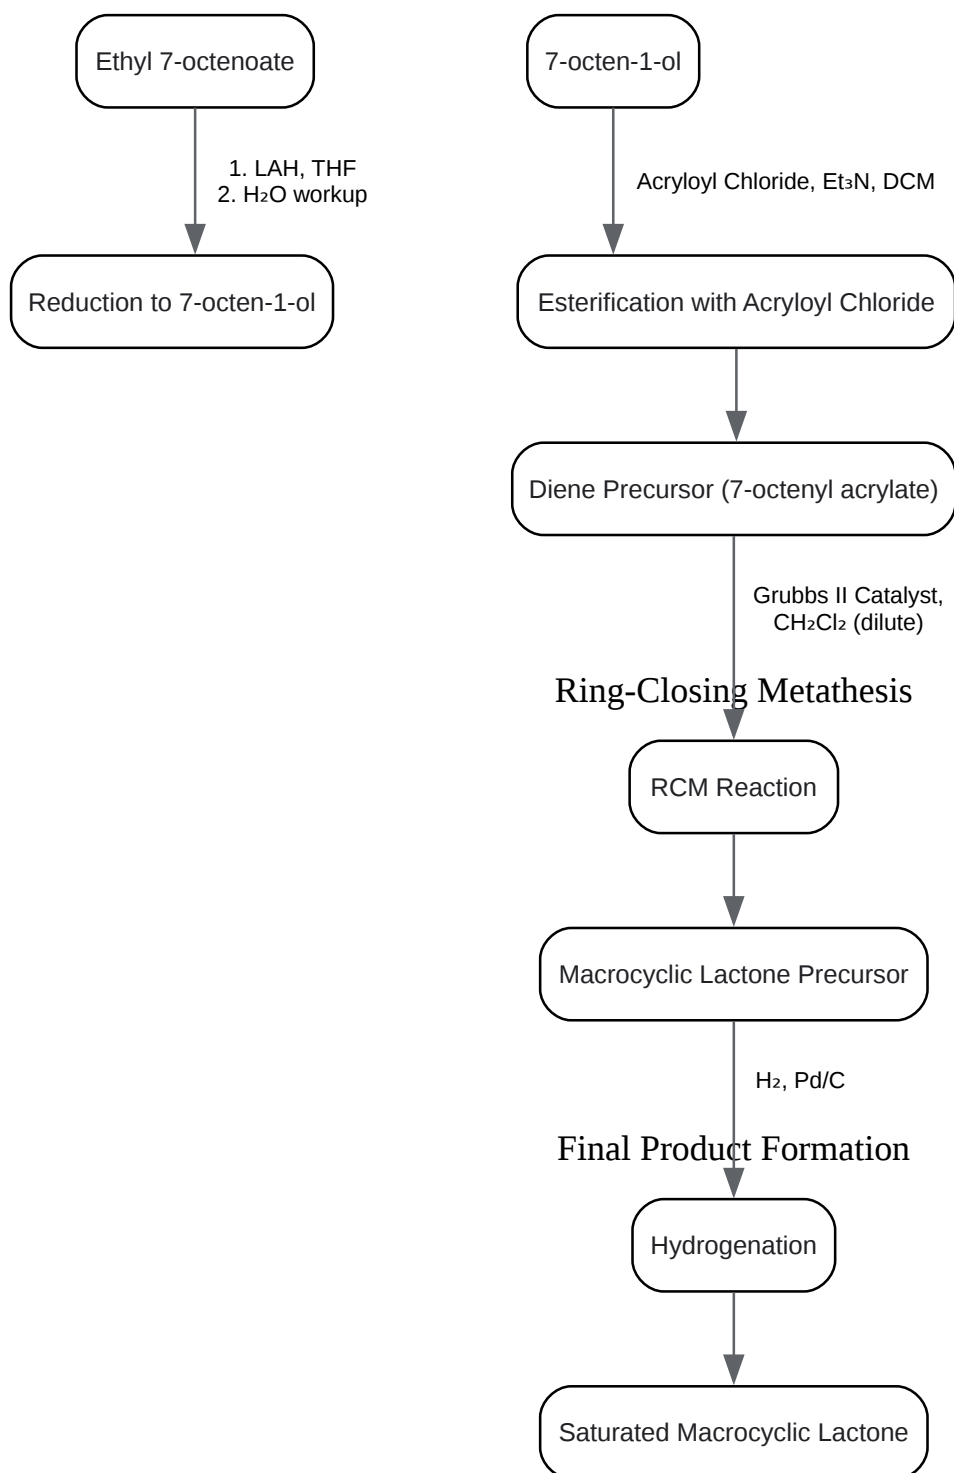 Ethyl 7-octenoate
7-octen-1-ol
1. LAH, THF
2. H₂O workup
Acryloyl Chloride, Et₃N, DCM
Reduction to 7-octen-1-ol
Esterification with Acryloyl Chloride
Diene Precursor (7-octenyl acrylate)
Grubbs II Catalyst,
CH₂Cl₂ (dilute)
Ring-Closing Metathesis
RCM Reaction
Macrocyclic Lactone Precursor
H₂, Pd/C
Final Product Formation
Hydrogenation
Saturated Macrocyclic Lactone